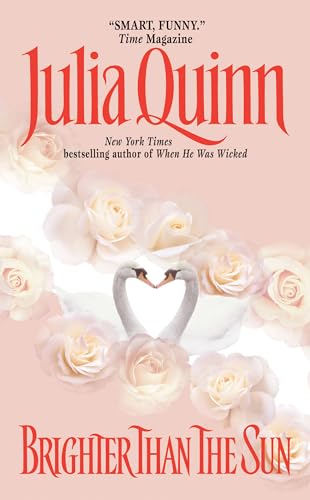 “SMART, FUNNY.”
Time Magazine
Julia Quinn
New York Times
bestselling author of When He Was Wicked
BRIGHTER THAN THE SUN